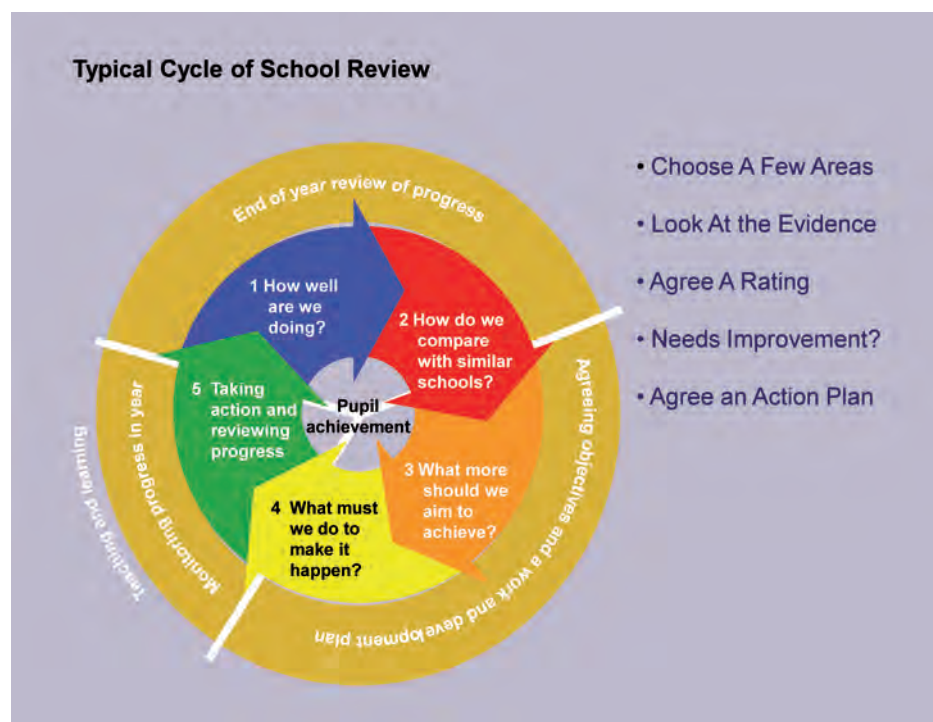 Typical Cycle of School Review
End of year review of progress
1 How well
are we
doing?
2 How do we
compare
with similar
schools?
3 What more
should we
aim to
achieve?
4 What must
we do to
make it
happen?
5 Taking
action and
reviewing
progress
Pupil
achievement
Agreeing objectives and a work and development plan
Monitoring progress in year
Teaching and learning
• Choose A Few Areas
• Look At the Evidence
• Agree A Rating
• Needs Improvement?
• Agree an Action Plan